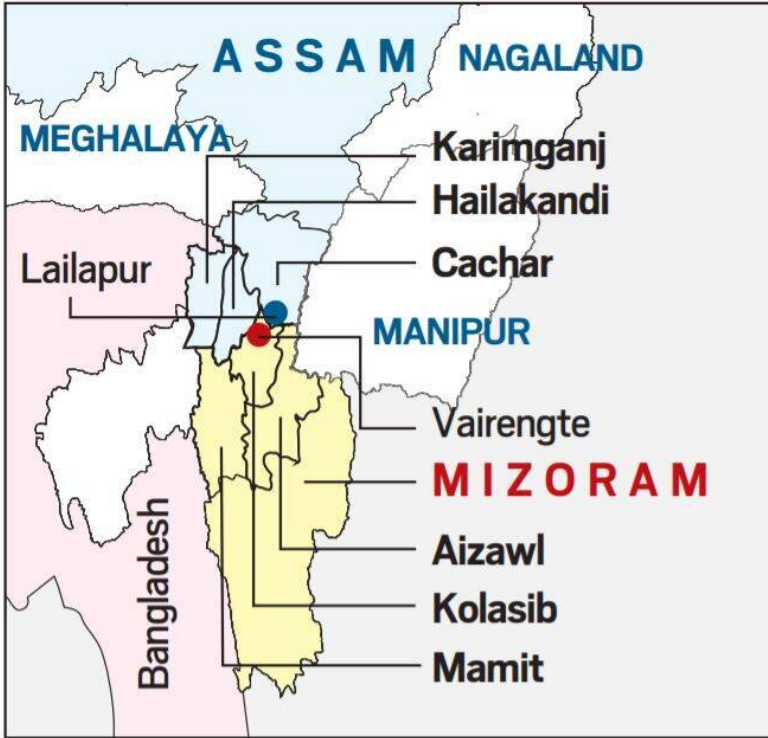 ASSAM
NAGALAND
MEGHALAYA
Karimganj
Hailakandi
Lailapur
Cachar
MANIPUR
Vairengte
MIZORAM
Bangladesh
Aizawl
Kolasib
Mamit